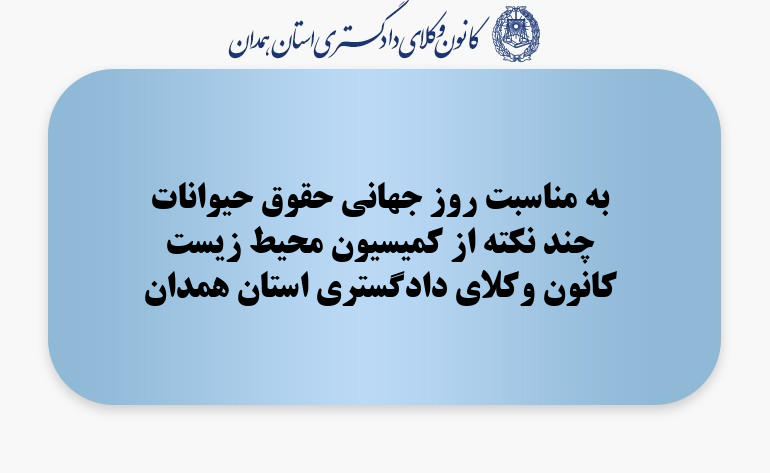 کانون وکلای دادگستری استان همدان
به مناسبت روز جهانی حقوق حیوانات
چند نکته از کمیسیون محیط زیست
کانون وکلای دادگستری استان همدان